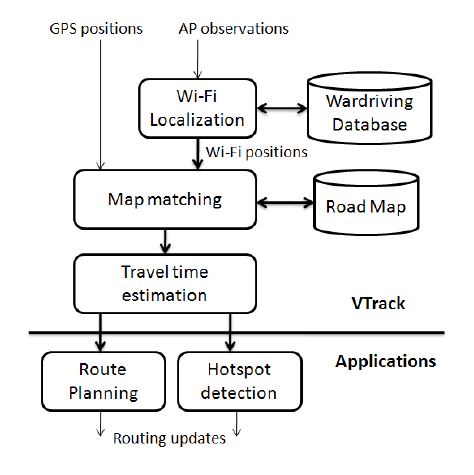 GPS positions
AP observations
Wi-Fi
Localization
Wardriving
Database
Wi-Fi positions
Map matching
Road Map
Travel time
estimation
VTrack
Applications
Route
Planning
Hotspot
detection
Routing updates